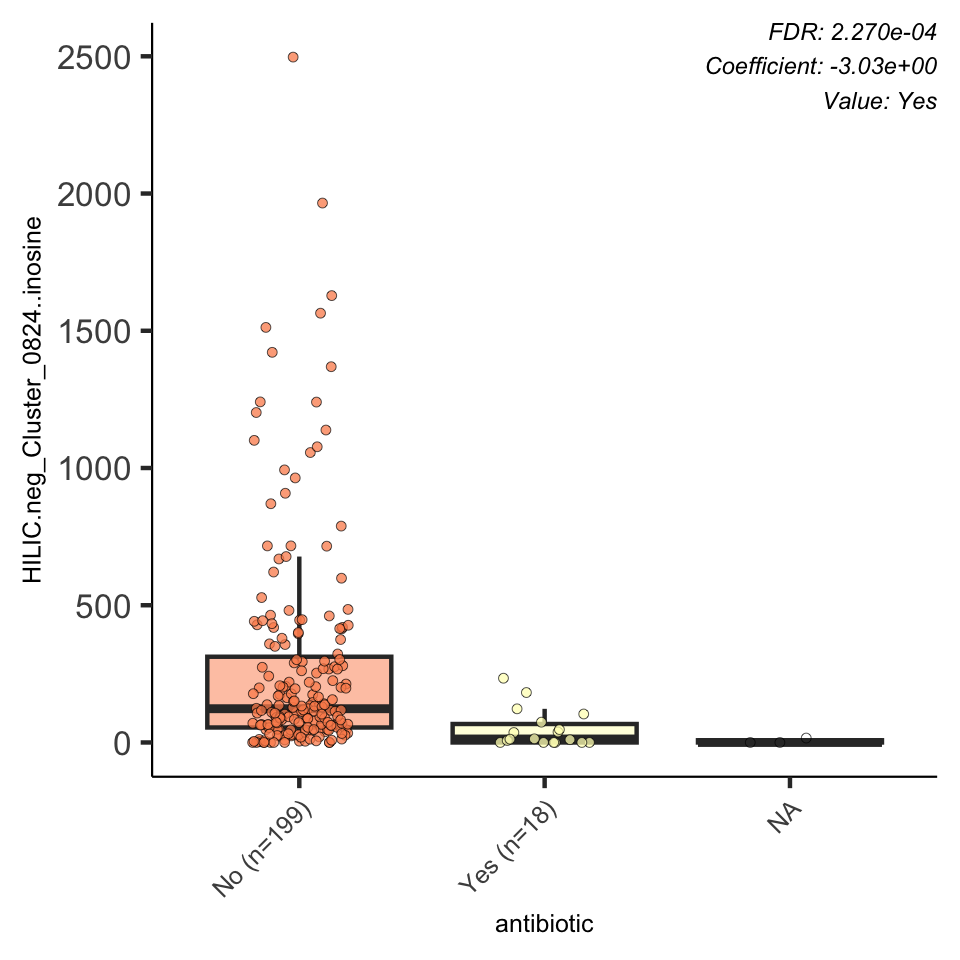 FDR: 2.270e-04
Coefficient: -3.03e+00
Value: Yes
HILIC.neg_Cluster_0824..inosine
2500
2000
1500
1000
500
0
No (n=199)
Yes (n=18)
NA
antibiotic